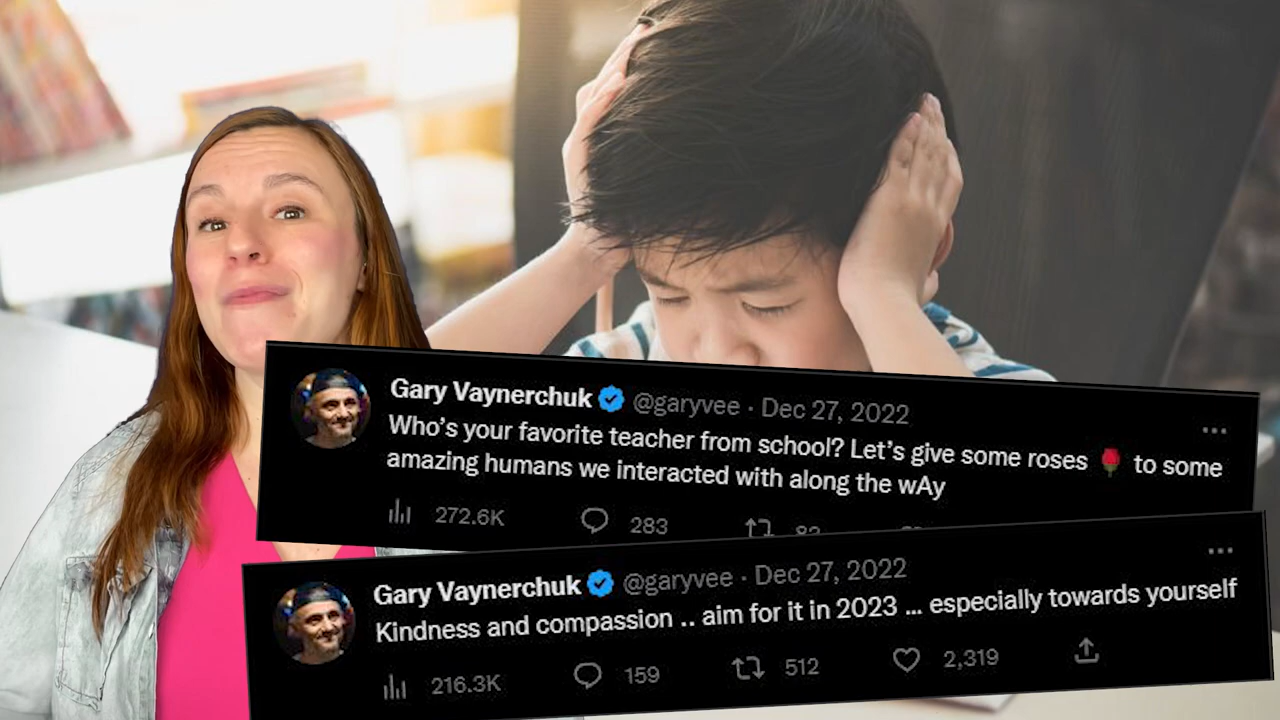 Gary Vaynerchuk @garyvee · Dec 27, 2022
Who's your favorite teacher from school? Let's give some roses 🌹 to some
amazing humans we interacted with along the wAy
272.6K 283 82
Gary Vaynerchuk @garyvee · Dec 27, 2022
Kindness and compassion .. aim for it in 2023 ... especially towards yourself
216.3K 159 512 2,319